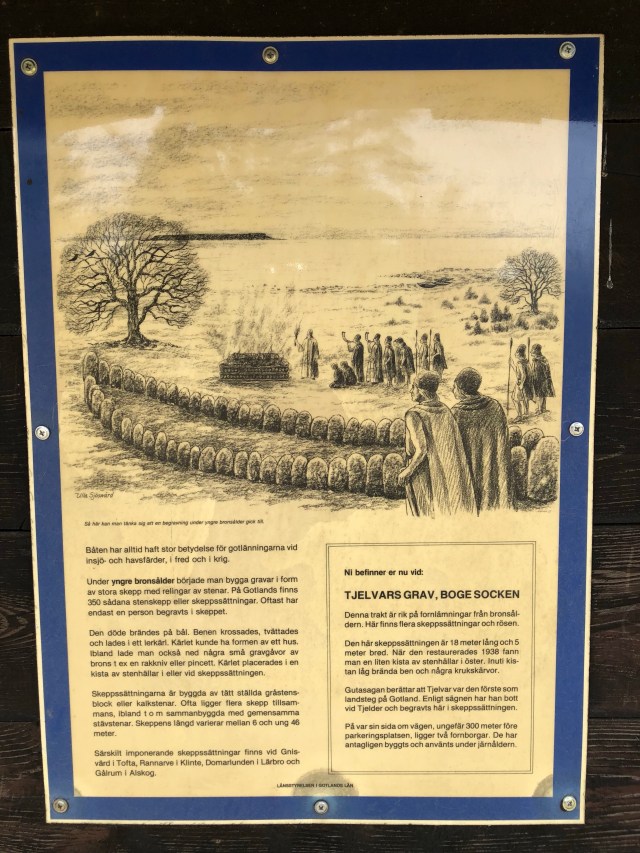 Ulla Siswärd
Så här kan man tänka sig att en begravning under yngre bronsålder gick till.
Båten har alltid haft stor betydelse för gotlänningarna vid
insjö- och havsfärder, i fred och i krig.
Under yngre bronsålder började man bygga gravar i form
av stora skepp med relingar av stenar. På Gotlands finns
350 sådana stenskepp eller skeppssättningar. Oftast har
endast en person begravts i skeppet.
Den döde brändes på bål. Benen krossades, tvättades
och lades i ett lerkärl. Kärlet kunde ha formen av ett hus.
Ibland lade man också ned några små gravgåvor av
brons t ex en rakkniv eller pincett. Kärlet placerades i en
kista av stenhällar i eller vid skeppssättningen.
Skeppssättningarna är byggda av tätt ställda gråstens-
block eller kalkstenar. Ofta ligger flera skepp tillsam-
mans, ibland t o m sammanbyggda med gemensamma
stävstenar. Skeppens längd varierar mellan 6 och ung 46
meter.
Särskilt imponerande skeppssättningar finns vid Gnis-
värd i Tofta, Rannarve i Klinte, Domarlunden i Lärbro och
Gålrum i Alskog.
Ni befinner er nu vid:
TJELVARS GRAV, BOGE SOCKEN
Denna trakt är rik på fornlämningar från bronsål-
dern. Här finns flera skeppssättningar och rösen.
Den här skeppssättningen är 18 meter lång och 5
meter bred. När den restaurerades 1938 fann
man en liten kista av stenhällar i öster. Inuti kis-
tan låg brända ben och några krukskärvor.
Gutasagan berättar att Tjelvar var den förste som
landsteg på Gotland. Enligt sägnen har han bott
vid Tjelder och begravts här i skeppssättningen.
På var sin sida om vägen, ungefär 300 meter före
parkeringsplatsen, ligger två fornborgar. De har
antagligen byggts och använts under järnåldern.
LÄNSSTYRELSEN I GOTLANDS LÄN